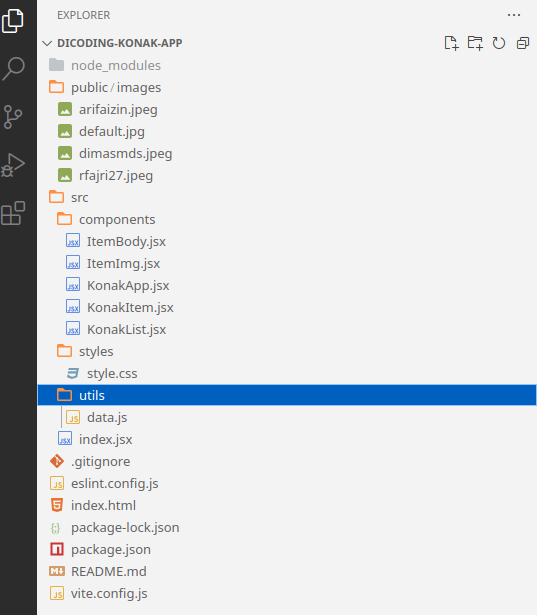 EXPLORER
DICODING-KONAK-APP
node_modules
public / images
arifaizin.jpeg
default.jpg
dimasmds.jpeg
rfajri27.jpeg
src
components
JSX ItemBody.jsx
JSX ItemImg.jsx
JSX KonakApp.jsx
JSX KonakItem.jsx
JSX KonakList.jsx
styles
style.css
utils
JS data.js
JSX index.jsx
.gitignore
JS eslint.config.js
index.html
{;} package-lock.json
package.json
README.md
JS vite.config.js